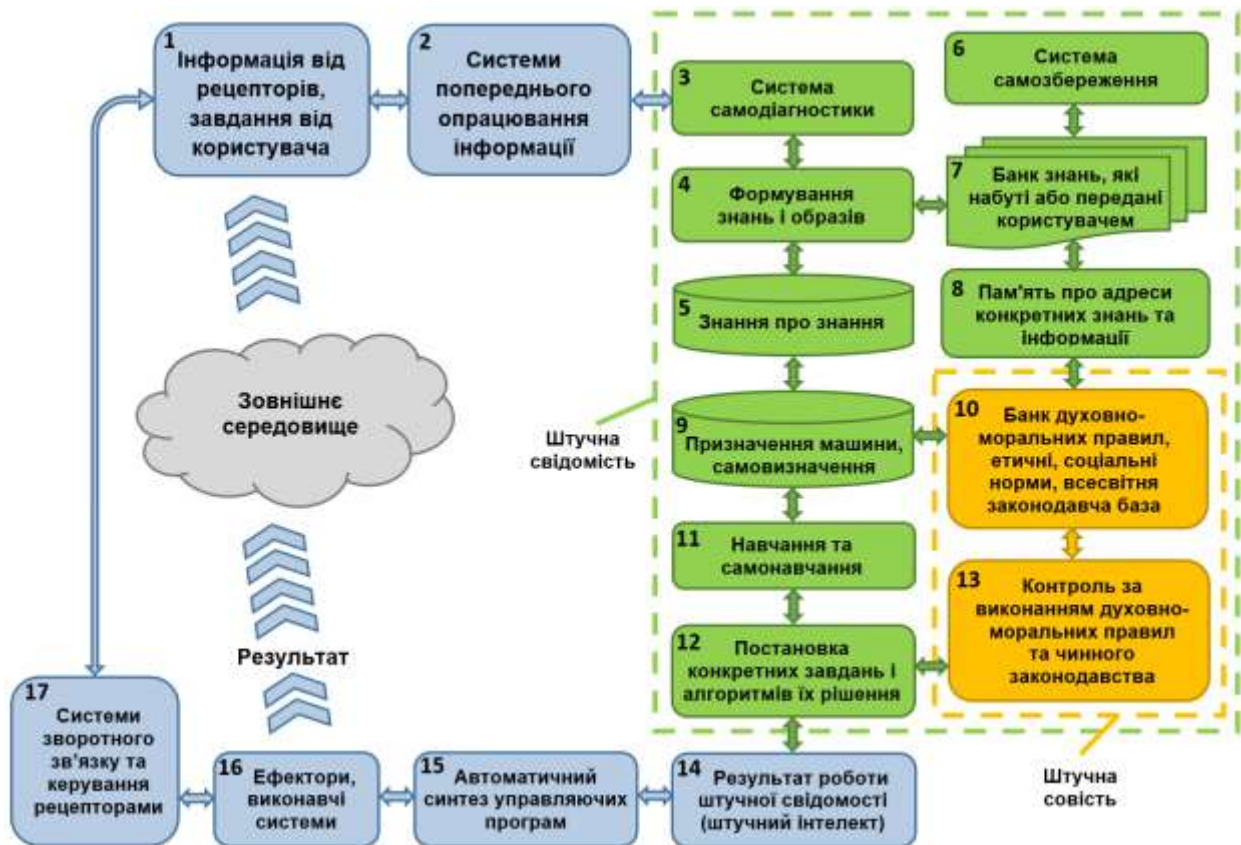 1
Інформація від
рецепторів,
завдання від
користувача
2
Системи
попереднього
опрацювання
інформації
3
Система
самодіагностики
6
Система
самозбереження
4
Формування
знань і образів
7
Банк знань, які
набуті або передані
користувачем
5
Знання про знання
8
Пам'ять про адреси
конкретних знань та
інформації
Зовнішнє
середовище
Штучна
свідомість
9
Призначення машини,
самовизначення
10
Банк духовно-
моральних правил,
етичні, соціальні
норми, всесвітня
законодавча база
11
Навчання та
самонавчання
13
Контроль за
виконанням духовно-
моральних правил
та чинного
законодавства
12
Постановка
конкретних завдань і
алгоритмів їх рішення
Результат
17
Системи
зворотного
зв'язку та
керування
рецепторами
16
Ефектори,
виконавчі
системи
15
Автоматичний
синтез управляючих
програм
14
Результат роботи
штучної свідомості
(штучний інтелект)
Штучна
совість